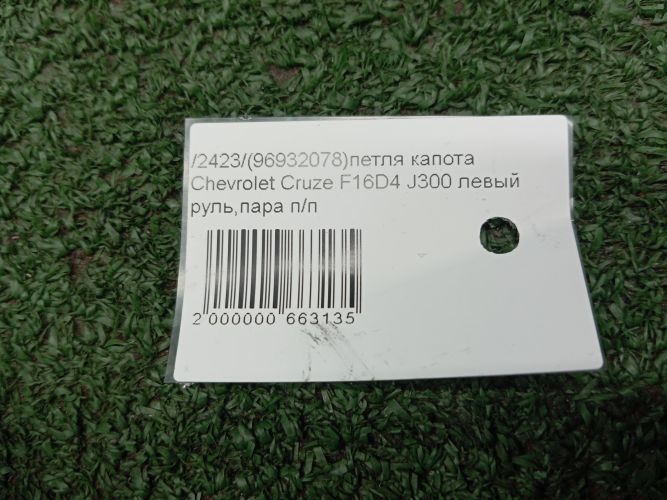 /2423/(96932078)петля капота
Chevrolet Cruze F16D4 J300 левый
руль,пара п/п
2 000000 663135